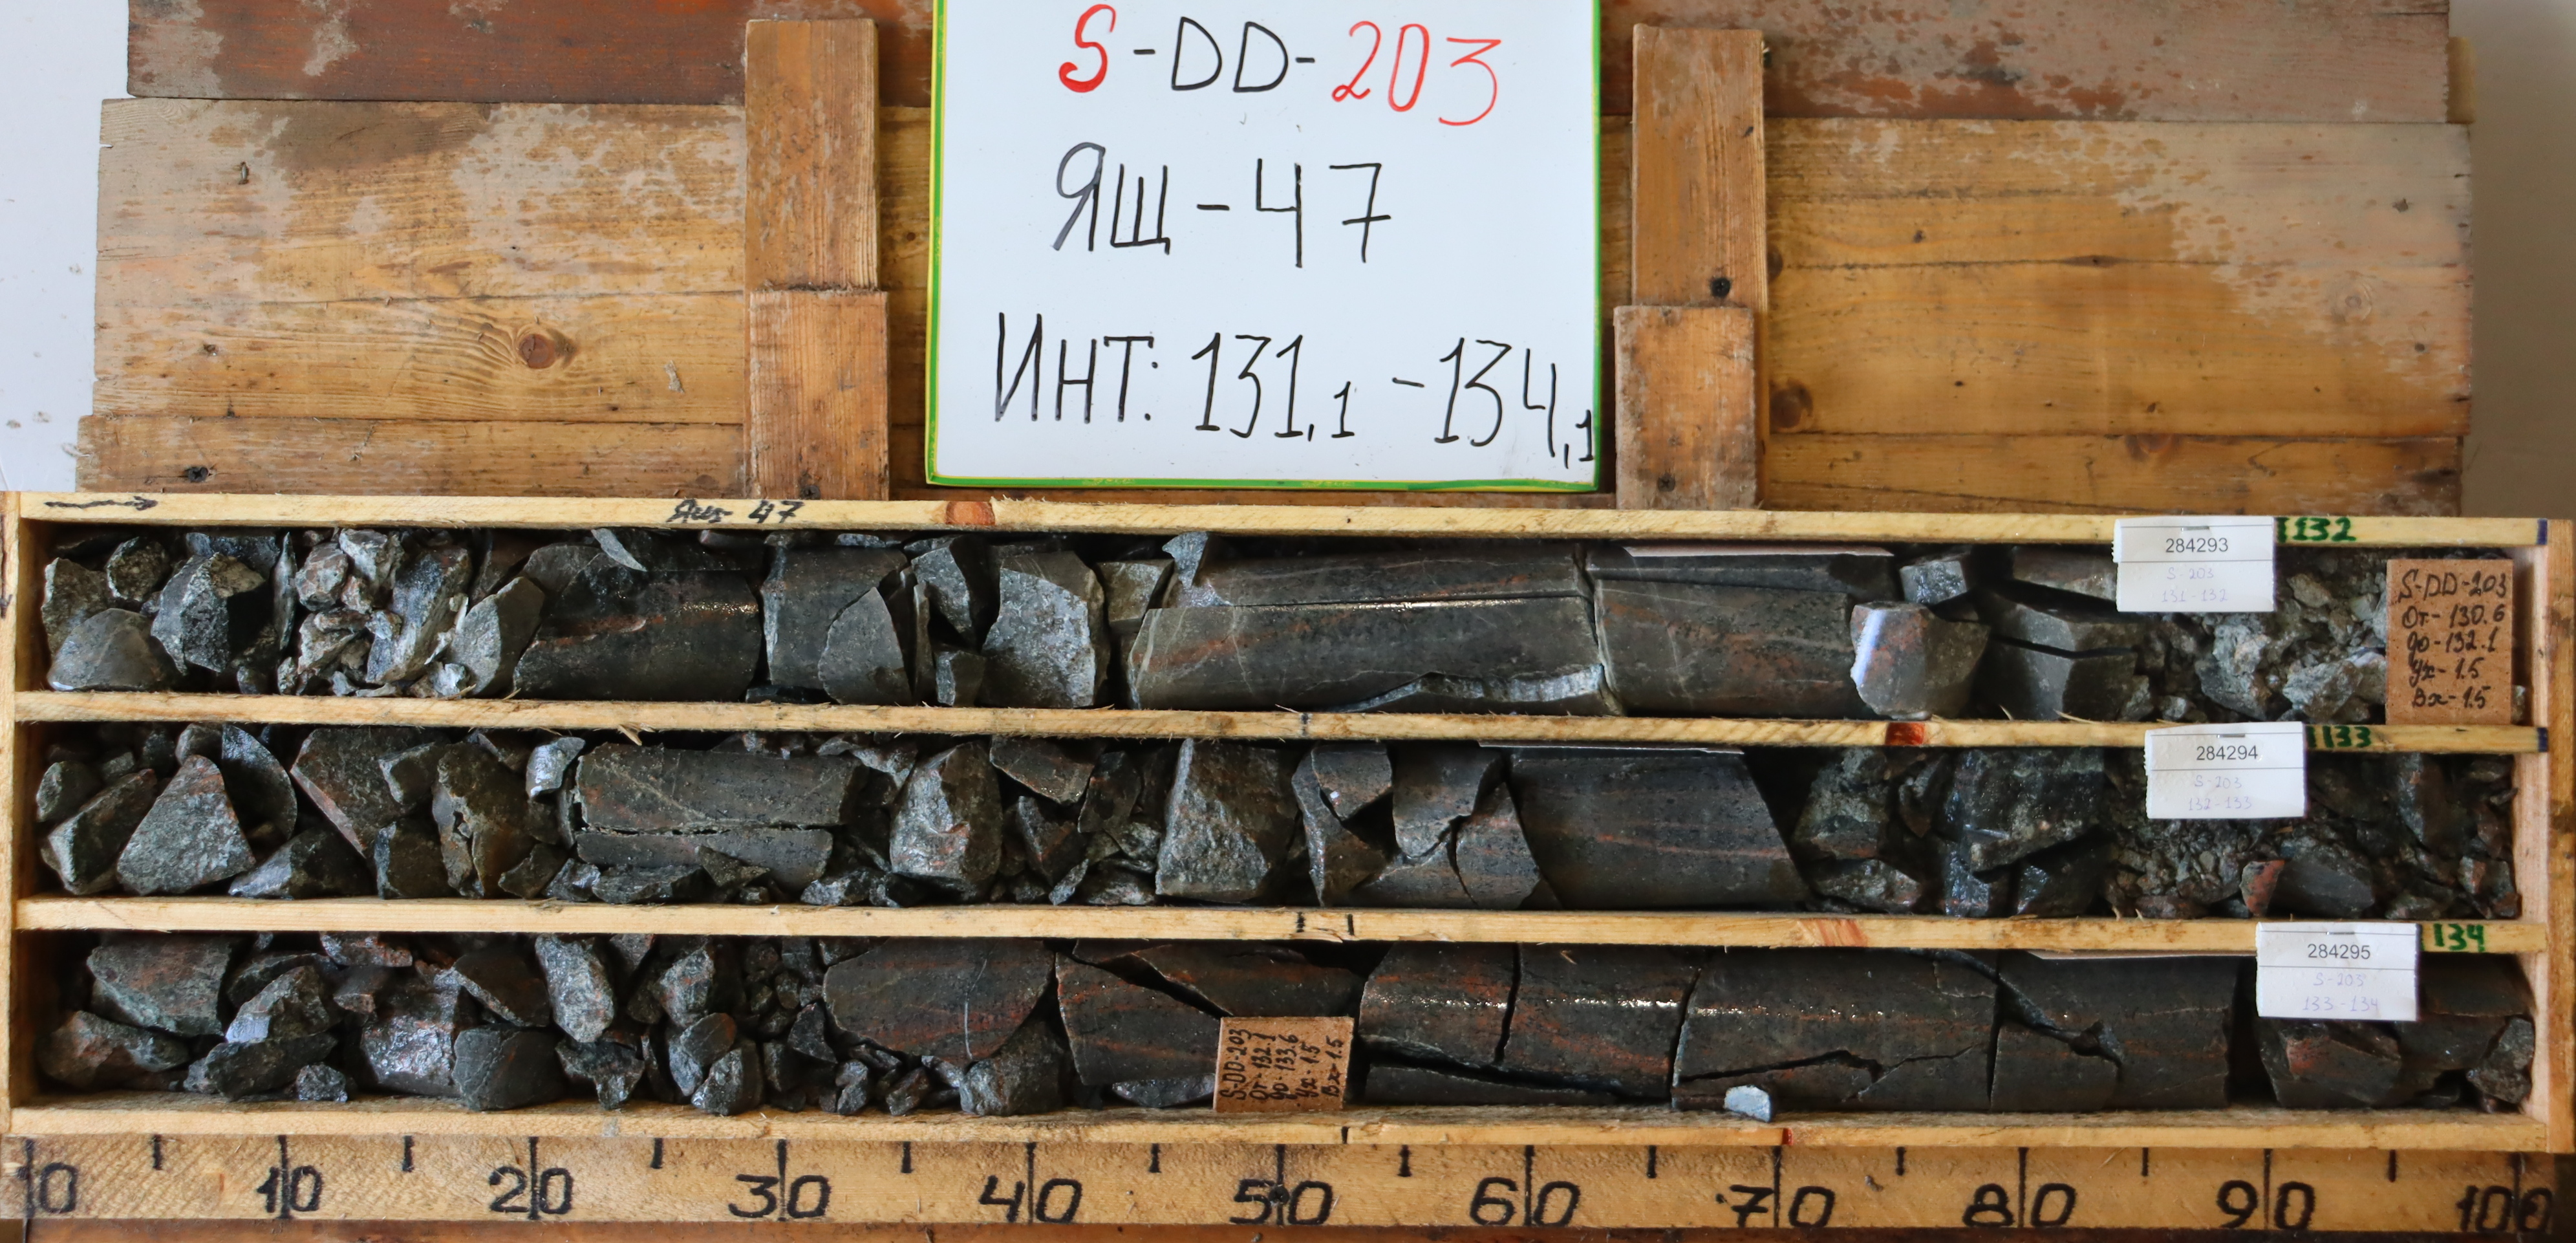 S-DD-203
ЯЩ-47
ИНТ: 131,1-134,1
Ящ 47
132
284293
S-203
131-132
S-DD-203
От-130.6
до-132.1
Ух-1.5
Вх-1.5
133
284294
S-203
132-133
134
284295
S-203
133-134
S-DD-203
От-132.1
до-133.6
Ух-1.5
Вх-1.5
0 10 20 30 40 50 60 70 80 90 100